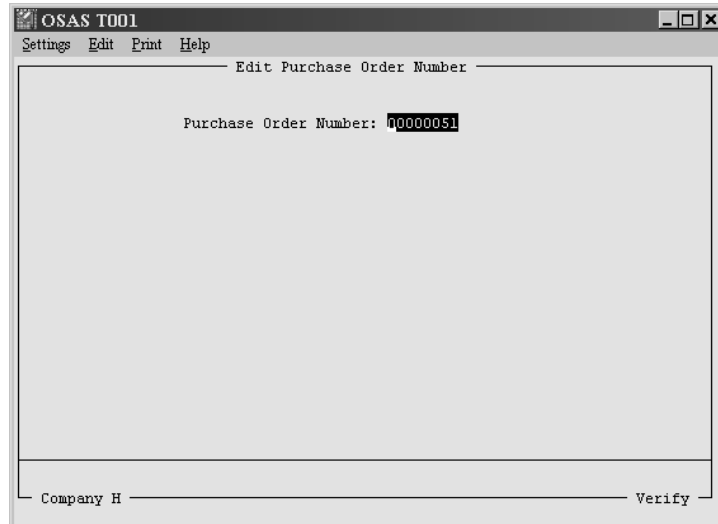 OSAS T001
Settings Edit Print Help
Edit Purchase Order Number
Purchase Order Number: 00000051
Company H Verify